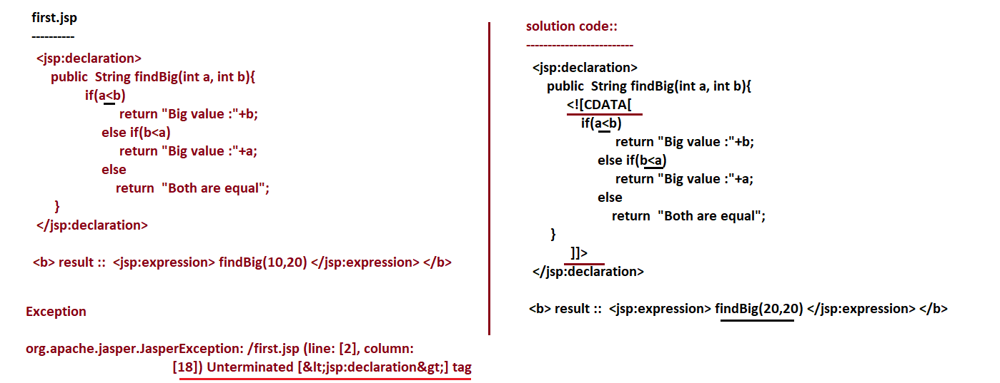 first.jsp
----------
<jsp:declaration>
public  String findBig(int a, int b){
if(a<b)
return "Big value :"+b;
else if(b<a)
return "Big value :"+a;
else
return  "Both are equal";
}
</jsp:declaration>
<b> result ::  <jsp:expression> findBig(10,20) </jsp:expression> </b>
Exception
org.apache.jasper.JasperException: /first.jsp (line: [2], column:
[18]) Unterminated [&lt;jsp:declaration&gt;] tag
solution code::
-------------------------
<jsp:declaration>
public  String findBig(int a, int b){
<![CDATA[
if(a<b)
return "Big value :"+b;
else if(b<a)
return "Big value :"+a;
else
return  "Both are equal";
}
]]>
</jsp:declaration>
<b> result ::  <jsp:expression> findBig(20,20) </jsp:expression> </b>